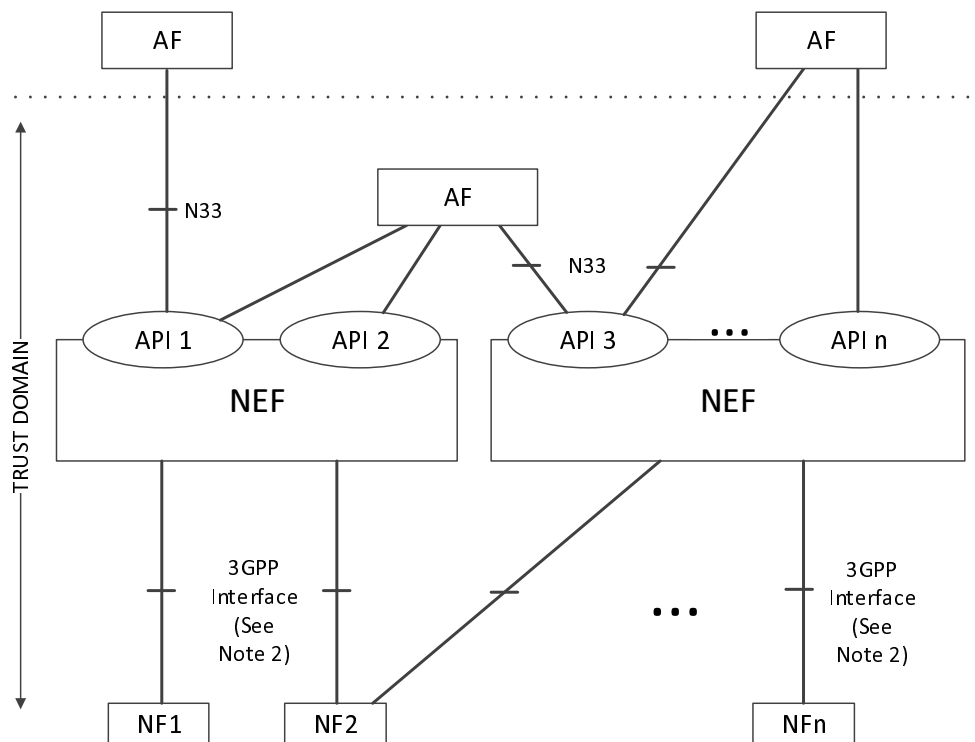 AF
AF
AF
N33
N33
API 1
API 2
API 3
...
API n
NEF
NEF
TRUST DOMAIN
3GPP
Interface
(See
Note 2)
...
3GPP
Interface
(See
Note 2)
NF1
NF2
NFn